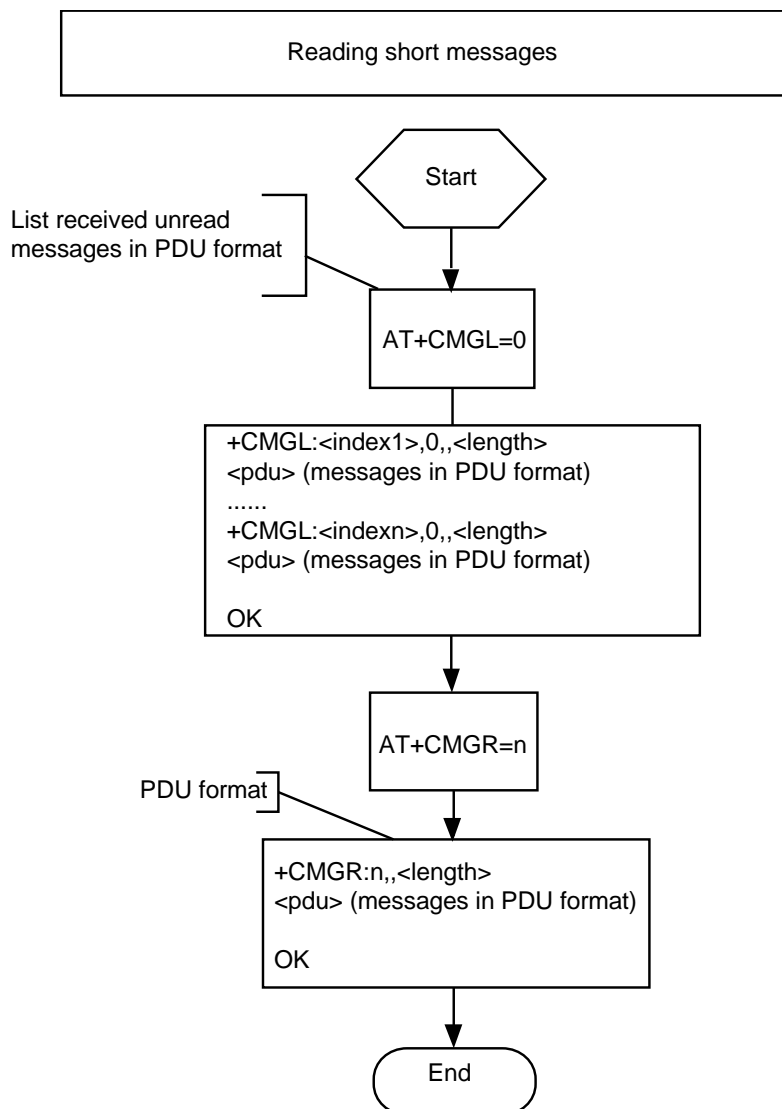 Reading short messages
Start
List received unread
messages in PDU format
AT+CMGL=0
+CMGL:<index1>,0,,<length>
<pdu> (messages in PDU format)
......
+CMGL:<indexn>,0,,<length>
<pdu> (messages in PDU format)
OK
AT+CMGR=n
PDU format
+CMGR:n,,<length>
<pdu> (messages in PDU format)
OK
End